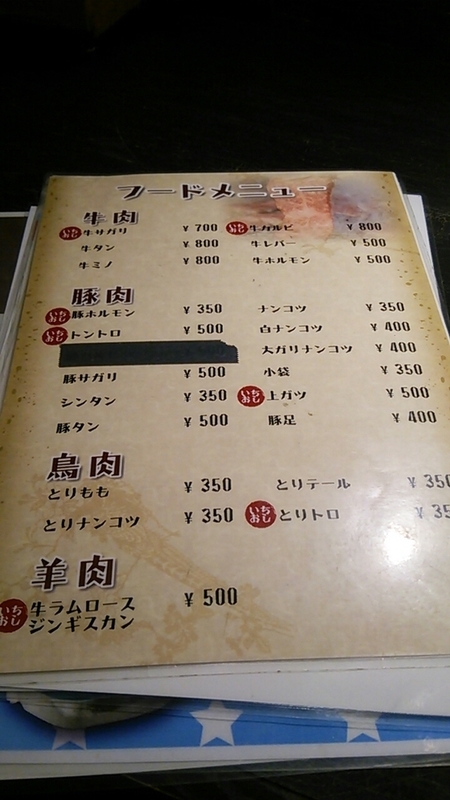 フードメニュー
牛肉
いちおし 牛サガリ ¥ 700 いちおし 牛カルビ ¥ 800
牛タン ¥ 800 牛レバー ¥ 500
牛ミノ ¥ 800 牛ホルモン ¥ 500
豚肉
いちおし 豚ホルモン ¥ 350 ナンコツ ¥ 350
いちおし トントロ ¥ 500 白ナンコツ ¥ 400
大ガリナンコツ ¥ 400
豚サガリ ¥ 500 小袋 ¥ 350
シンタン ¥ 350 いちおし 上ガツ ¥ 500
豚タン ¥ 500 豚足 ¥ 400
鳥肉
とりもも ¥ 350 とりテール ¥ 350
とりナンコツ ¥ 350 いちおし とりトロ ¥ 35
羊肉
いちおし 牛ラムロース ¥ 500
ジンギスカン